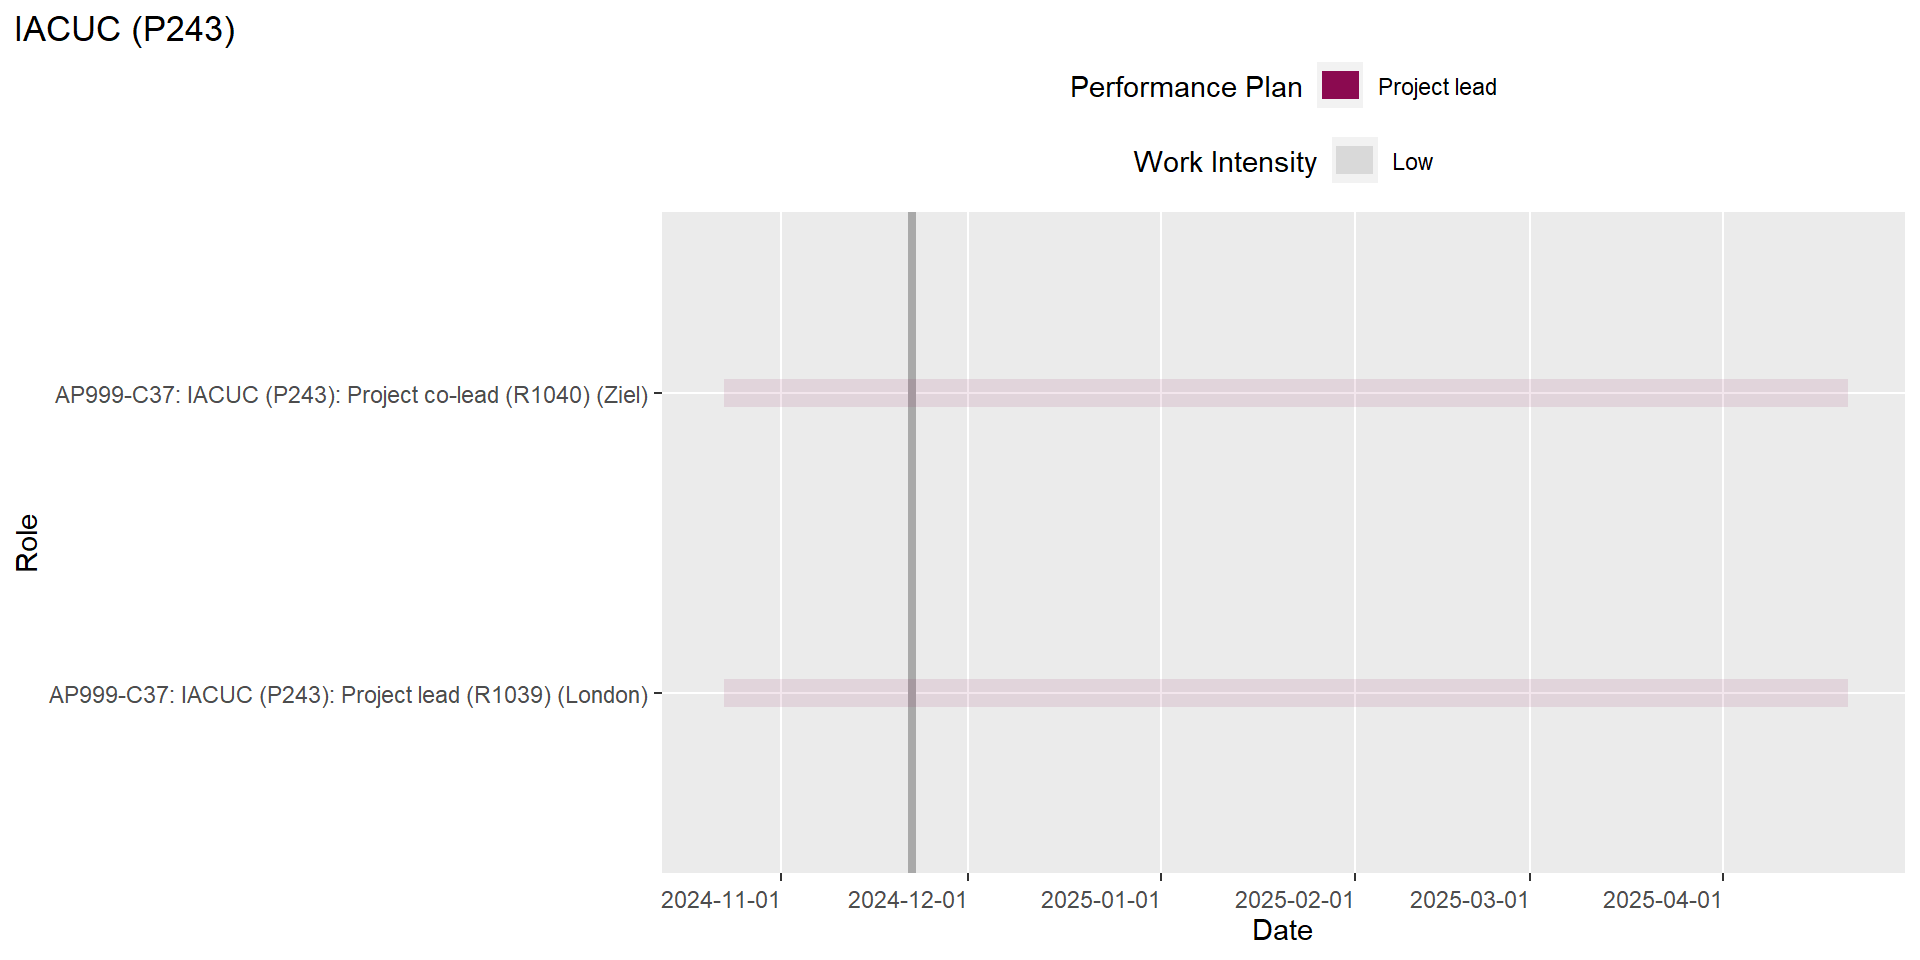 IACUC (P243)
Performance Plan Project lead
Work Intensity Low
AP999-C37: IACUC (P243): Project co-lead (R1040) (Ziel)
Role
AP999-C37: IACUC (P243): Project lead (R1039) (London)
2024-11-01 2024-12-01 2025-01-01 2025-02-01 2025-03-01 2025-04-01
Date